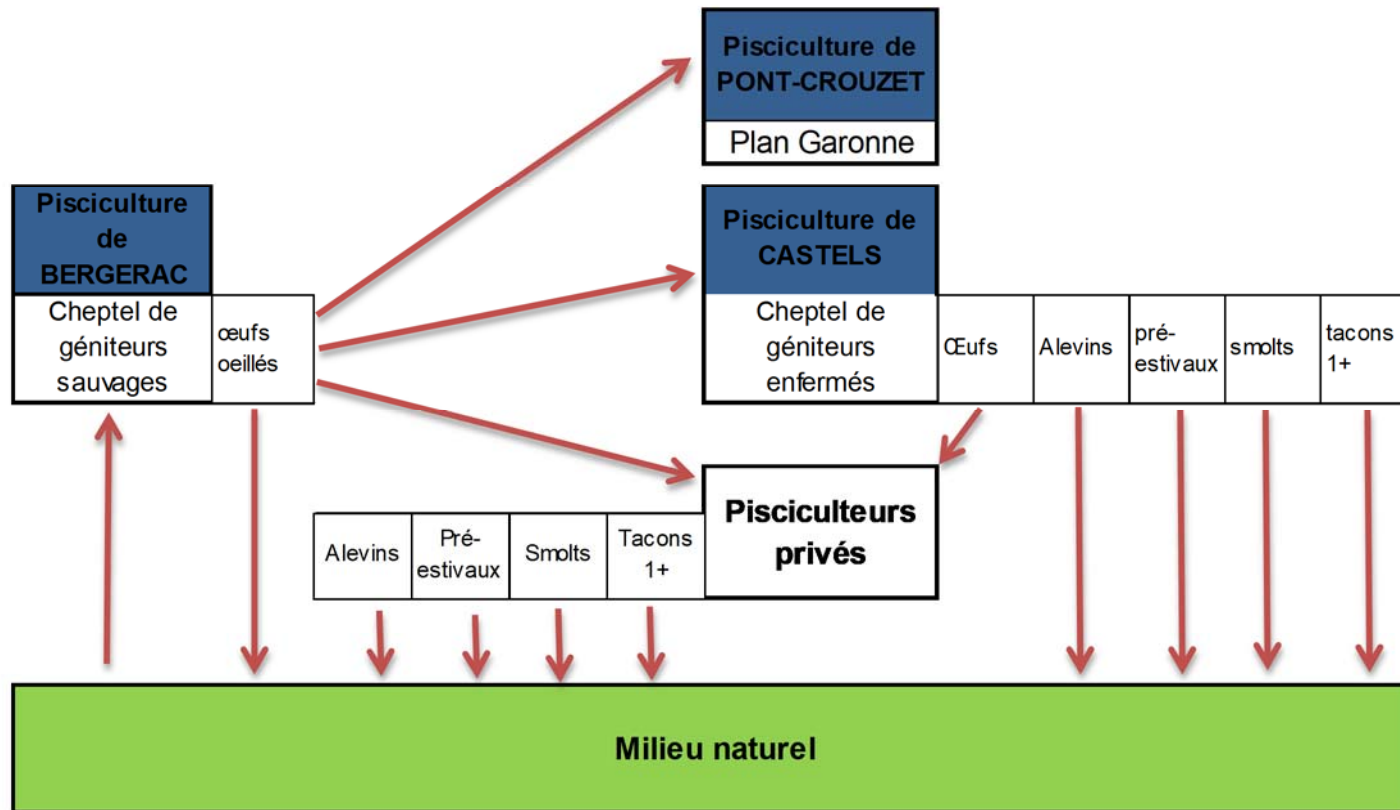 Pisciculture de
PONT-CROUZET
Plan Garonne
Pisciculture
de
BERGERAC
Cheptel de
géniteurs
sauvages
œufs
oeillés
Pisciculture de
CASTELS
Cheptel de
géniteurs
enfermés
Œufs
Alevins
pré-
estivaux
smolts
tacons
1+
Alevins
Pré-
estivaux
Smolts
Tacons
1+
Pisciculteurs
privés
Milieu naturel